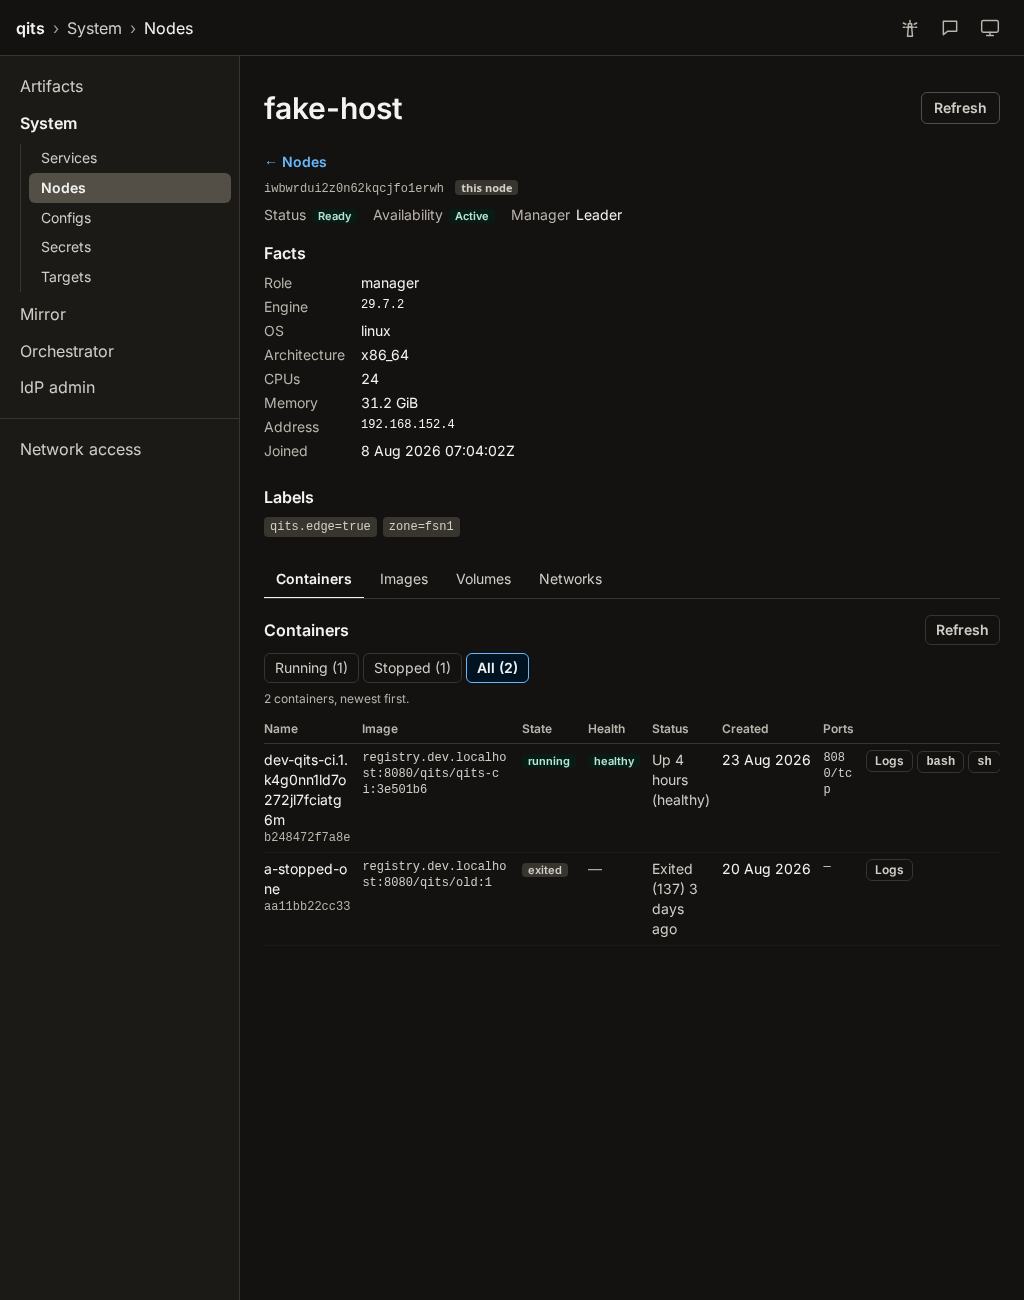 qits › System › Nodes
Artifacts
System
Services
Nodes
Configs
Secrets
Targets
Mirror
Orchestrator
IdP admin
Network access
fake-host
Refresh
← Nodes
iwbwrdui2z0n62kqcjfo1erwh this node
Status Ready Availability Active Manager Leader
Facts
Role manager
Engine 29.7.2
OS linux
Architecture x86_64
CPUs 24
Memory 31.2 GiB
Address 192.168.152.4
Joined 8 Aug 2026 07:04:02Z
Labels
qits.edge=true zone=fsn1
Containers Images Volumes Networks
Containers
Refresh
Running (1) Stopped (1) All (2)
2 containers, newest first.
Name Image State Health Status Created Ports
dev-qits-ci.1. registry.dev.localho running healthy Up 4 23 Aug 2026 808 Logs bash sh
k4g0nn1ld7o st:8080/qits/qits-c hours 0/tc
272jl7fciatg i:3e501b6 (healthy) p
6m
b248472f7a8e
a-stopped-o registry.dev.localho exited — Exited 20 Aug 2026 — Logs
ne st:8080/qits/old:1 (137) 3
aa11bb22cc33 days
ago